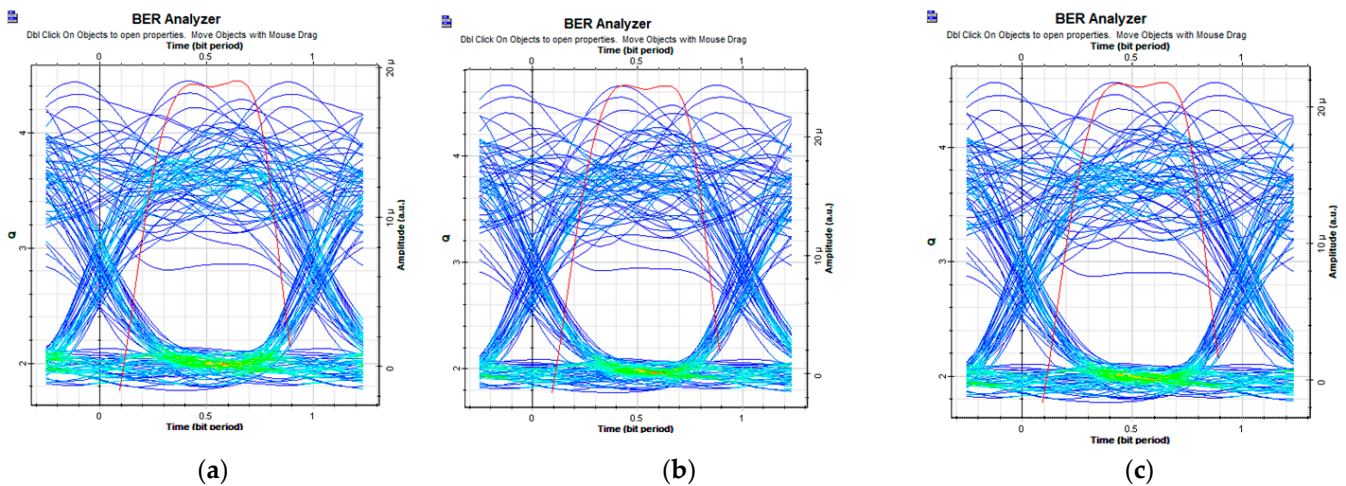 BER Analyzer
Dbl Click On Objects to open properties. Move Objects with Mouse Drag
Time (bit period)
0 0.5 1
Q
4
3
2
20 µ
10 µ
0
Amplitude (a.u.)
0 0.5 1
Time (bit period)
(a)
BER Analyzer
Dbl Click On Objects to open properties. Move Objects with Mouse Drag
Time (bit period)
0 0.5 1
Q
4
3
2
20 µ
10 µ
0
Amplitude (a.u.)
0 0.5 1
Time (bit period)
(b)
BER Analyzer
Dbl Click On Objects to open properties. Move Objects with Mouse Drag
Time (bit period)
0 0.5 1
Q
4
3
2
20 µ
10 µ
0
Amplitude (a.u.)
0 0.5 1
Time (bit period)
(c)